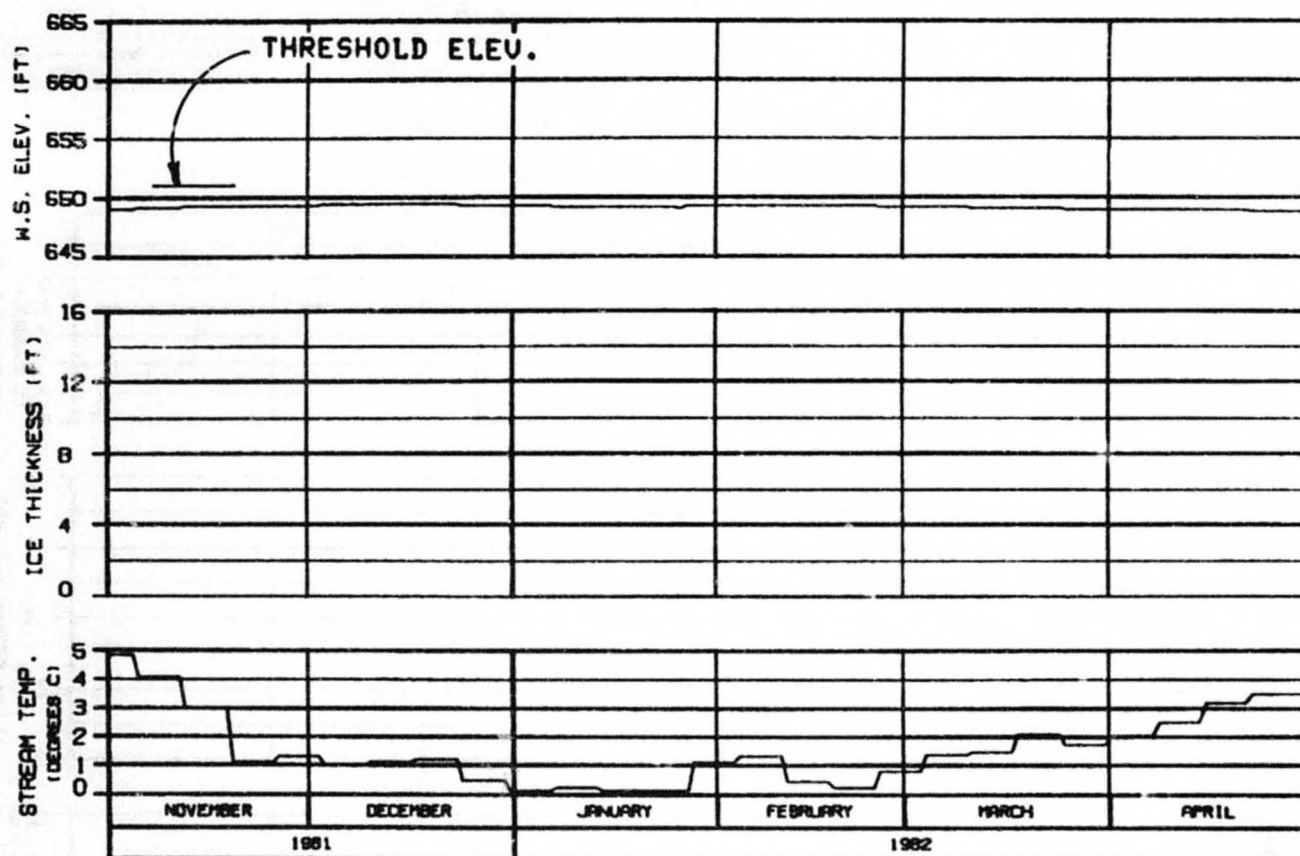 665
THRESHOLD ELEV.
660
655
650
645
W.S. ELEV. (FT)
16
12
8
4
0
ICE THICKNESS (FT)
5
4
3
2
1
0
STREAM TEMP.
(DEGREES C)
NOVEMBER DECEMBER JANUARY FEBRUARY MARCH APRIL
1981 1982